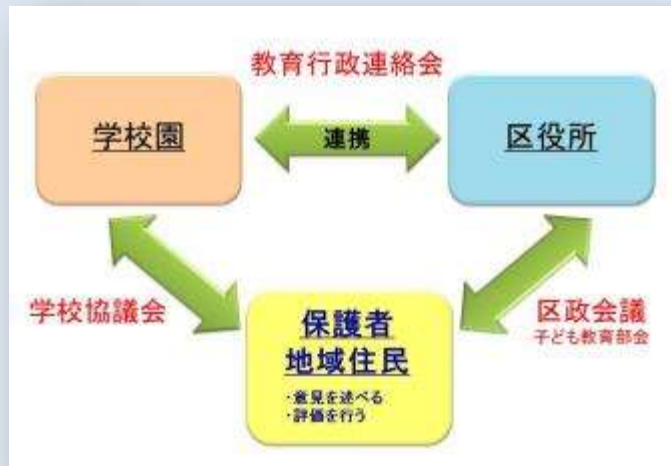 教育行政連絡会
学校園
連携
区役所
学校協議会
保護者
地域住民
・意見を述べる
・評価を行う
区政会議
子ども教育部会